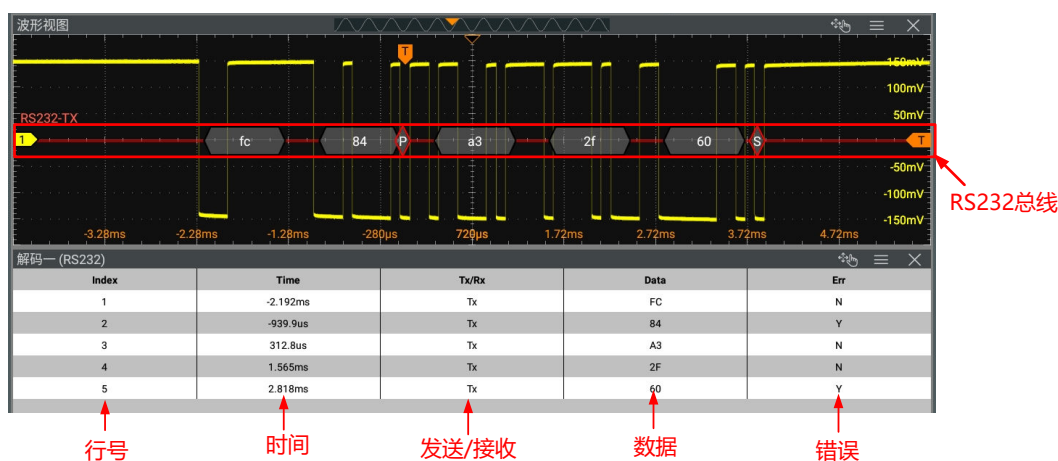 波形视图
T
150mV
100mV
RS232-TX
50mV
1
fc
84
P
a3
2f
60
S
T
-50mV
RS232总线
-100mV
-150mV
-3.28ms
-2.28ms
-1.28ms
-280μs
720μs
1.72ms
2.72ms
3.72ms
4.72ms
解码一 (RS232)
Index Time Tx/Rx Data Err
1 -2.192ms Tx FC N
2 -939.9us Tx 84 Y
3 312.8us Tx A3 N
4 1.565ms Tx 2F N
5 2.818ms Tx 60 Y
行号 时间 发送/接收 数据 错误